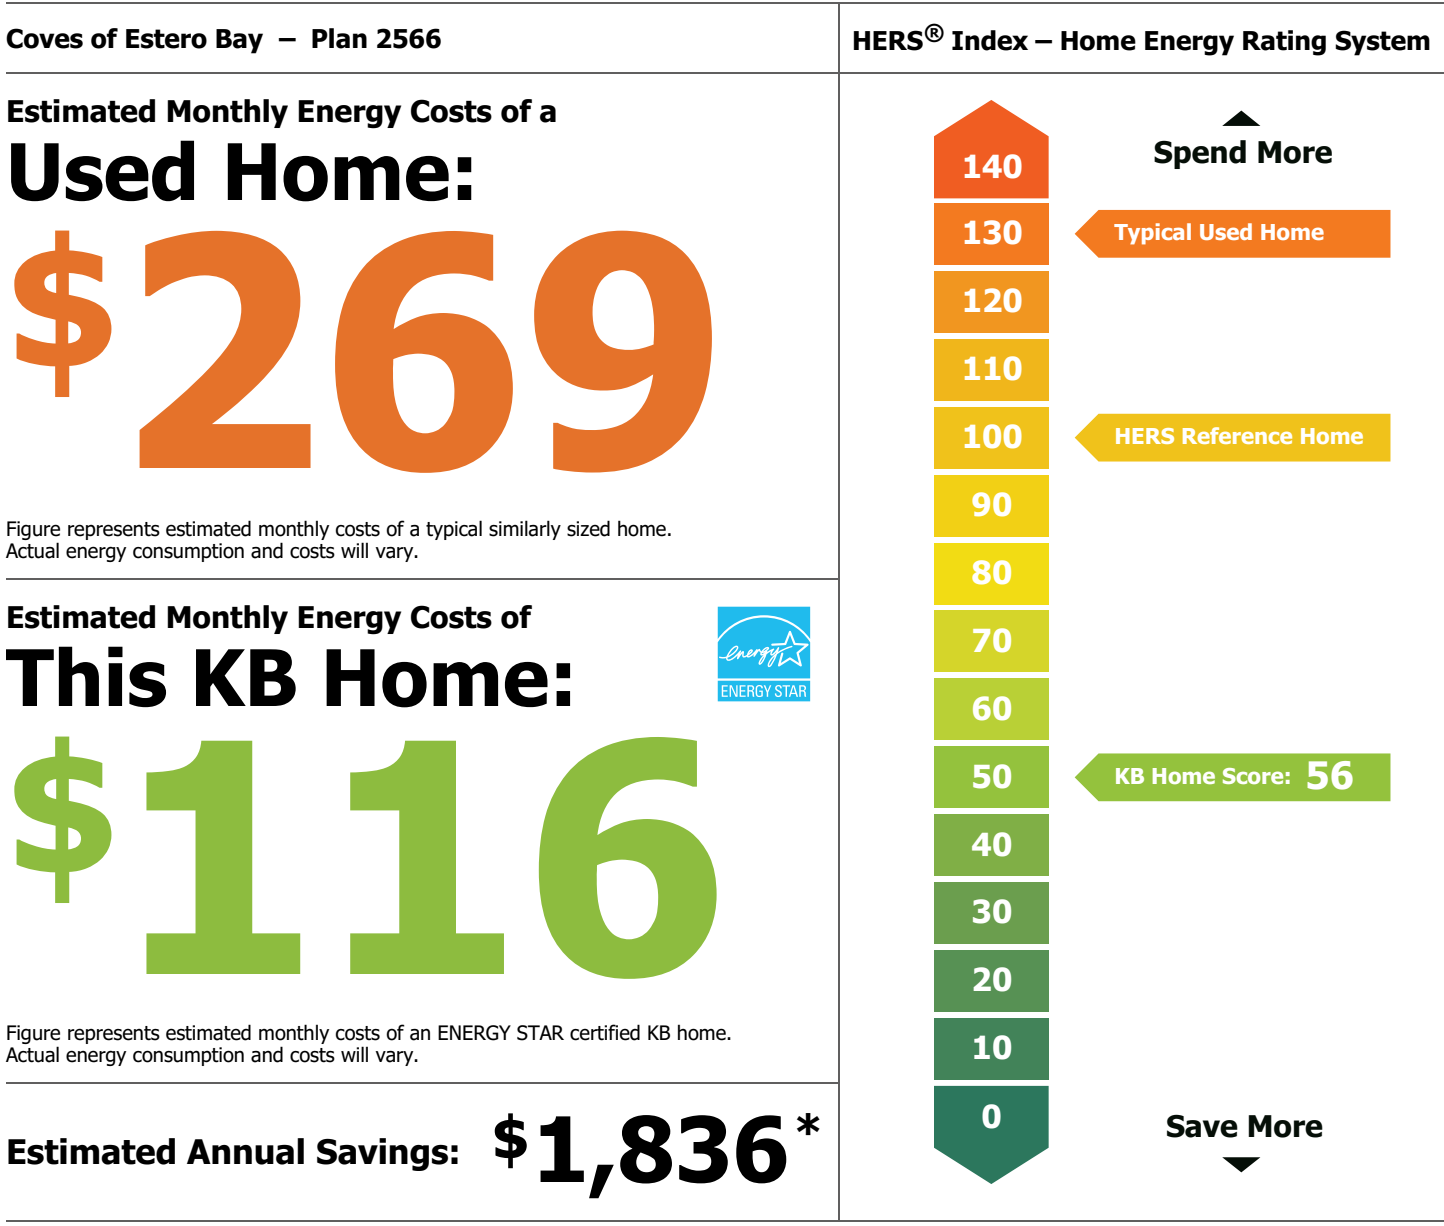 Coves of Estero Bay – Plan 2566
Estimated Monthly Energy Costs of a
Used Home:
$269
Figure represents estimated monthly costs of a typical similarly sized home.
Actual energy consumption and costs will vary.
Estimated Monthly Energy Costs of
This KB Home:
energy
ENERGY STAR
$116
Figure represents estimated monthly costs of an ENERGY STAR certified KB home.
Actual energy consumption and costs will vary.
Estimated Annual Savings: $1,836*
HERS® Index – Home Energy Rating System
Spend More
140
130 Typical Used Home
120
110
100 HERS Reference Home
90
80
70
60
50 KB Home Score: 56
40
30
20
10
0
Save More